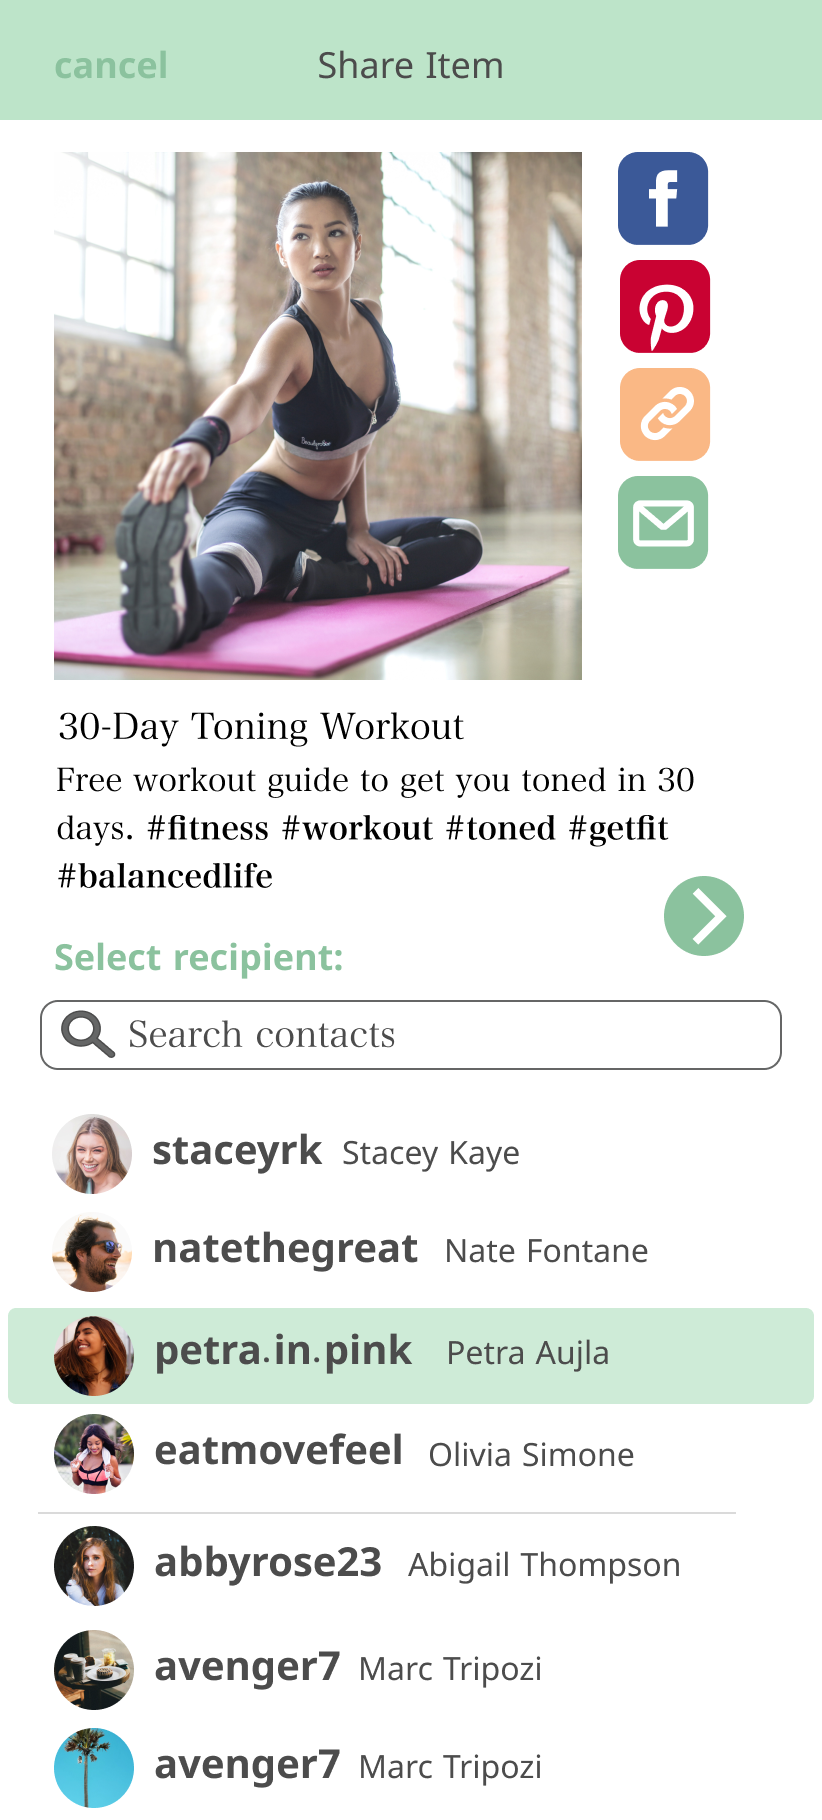 cancel Share Item
Beautyrobe
30-Day Toning Workout
Free workout guide to get you toned in 30
days. #fitness #workout #toned #getfit
#balancedlife
Select recipient:
Search contacts
staceyrk Stacey Kaye
natethegreat Nate Fontane
petra.in.pink Petra Aujla
eatmovefeel Olivia Simone
abbyrose23 Abigail Thompson
avenger7 Marc Tripozi
avenger7 Marc Tripozi